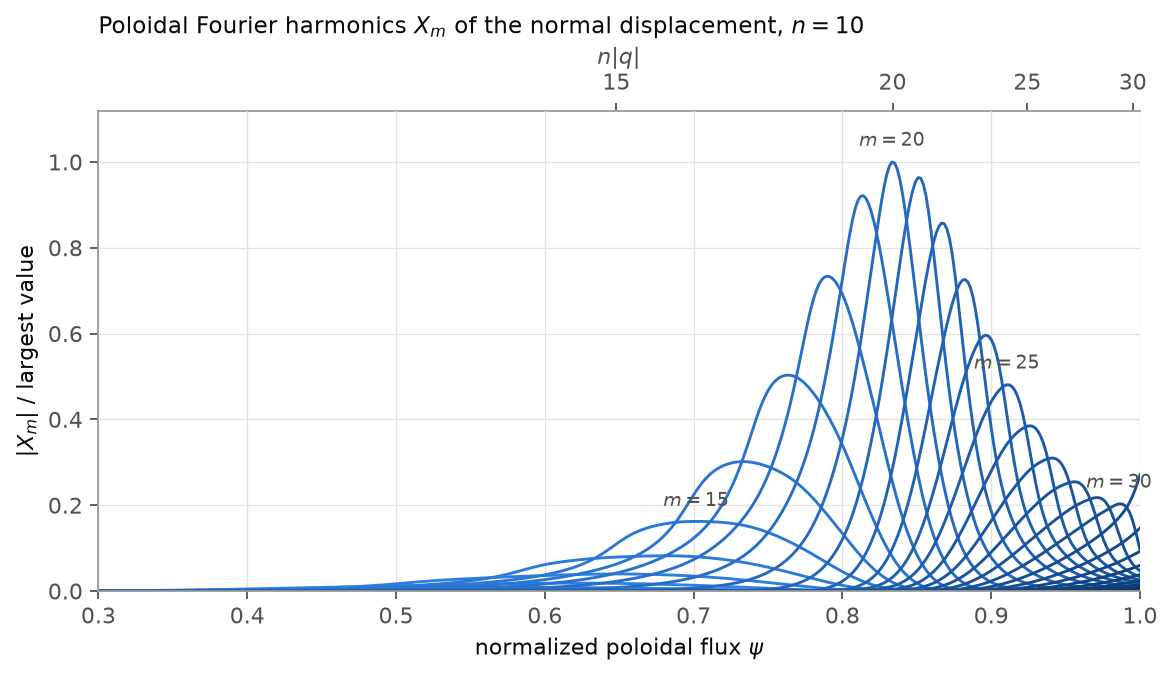 Poloidal Fourier harmonics Xₘ of the normal displacement, n = 10
n|q|
15 20 25 30
|Xₘ| / largest value
1.0
0.8
0.6
0.4
0.2
0.0
m = 20
m = 25
m = 30
m = 15
0.3 0.4 0.5 0.6 0.7 0.8 0.9 1.0
normalized poloidal flux ψ